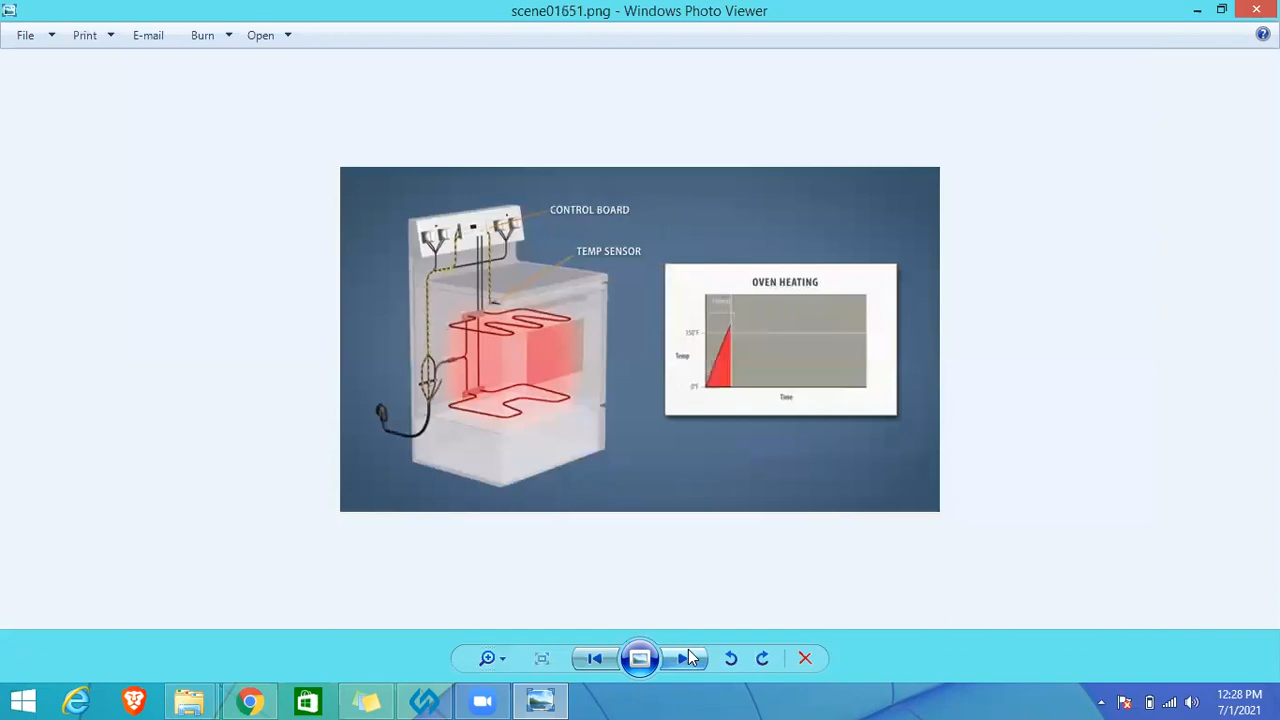 scene01651.png - Windows Photo Viewer
File Print E-mail Burn Open
CONTROL BOARD
TEMP SENSOR
OVEN HEATING
350°F
Temp
0°F
Time
12:28 PM
7/1/2021